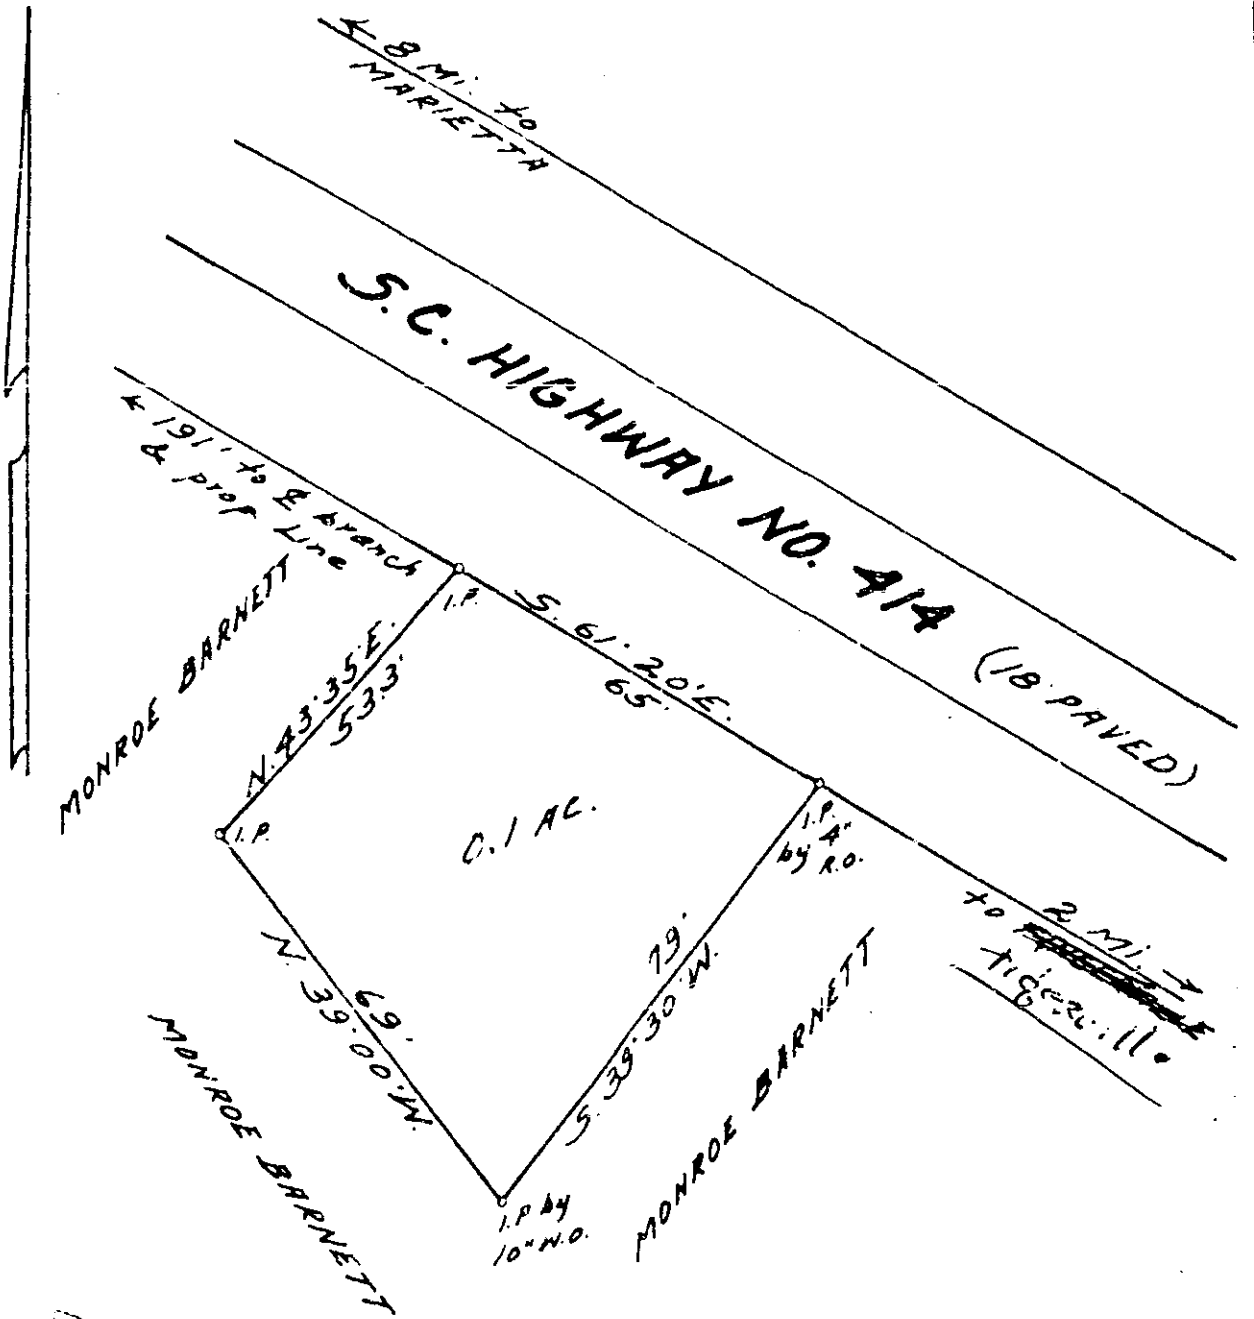 ← 8 Mi. to
MARIETTA
S.C. HIGHWAY NO. 414 (18' PAVED)
← 191' to ℄ branch
& prop Line
I.P.
S. 61° 20' E.
65'
MONROE BARNETT
N. 43° 35' E.
53.3'
I.P.
0.1 AC.
I.P.
by 4"
R.O.
2 Mi. →
to
tigerville
79'
S. 39° 30' W.
MONROE BARNETT
69'
N. 39° 00' W.
MONROE BARNETT
I.P. by
10" W.O.